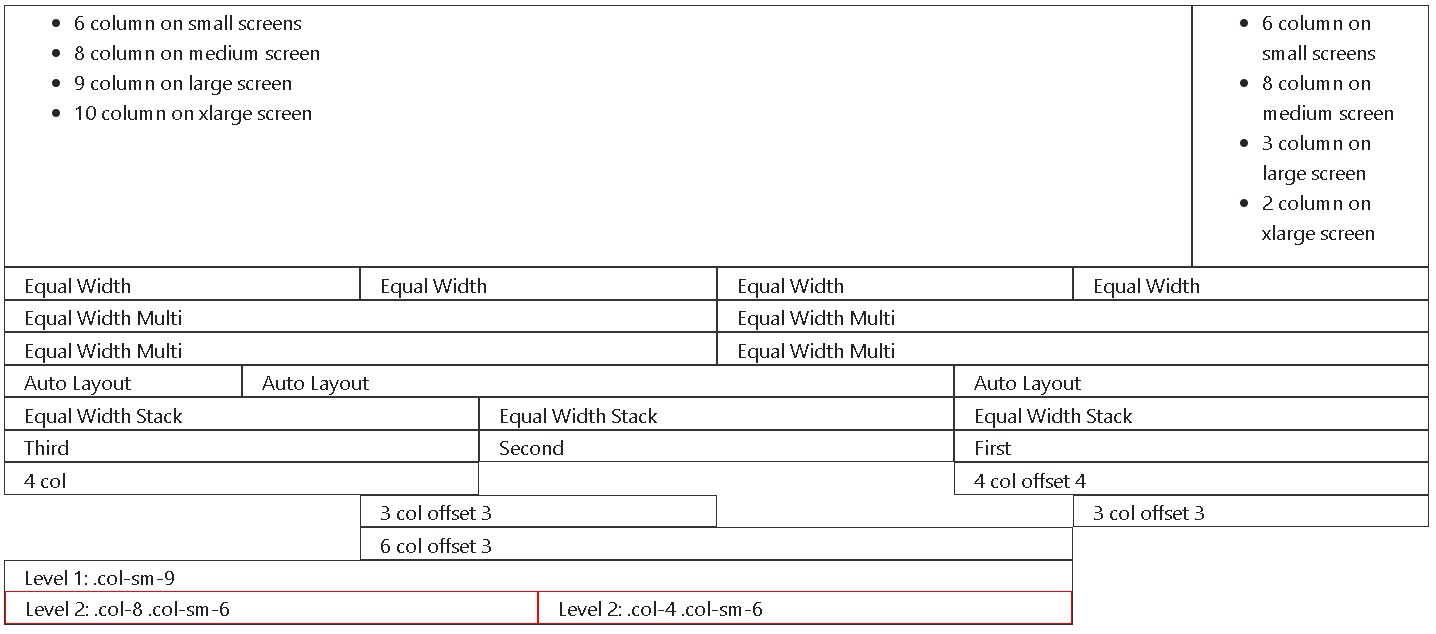 6 column on small screens
8 column on medium screen
9 column on large screen
10 column on xlarge screen
6 column on
small screens
8 column on
medium screen
3 column on
large screen
2 column on
xlarge screen
Equal Width Equal Width Equal Width Equal Width
Equal Width Multi Equal Width Multi
Equal Width Multi Equal Width Multi
Auto Layout Auto Layout Auto Layout
Equal Width Stack Equal Width Stack Equal Width Stack
Third Second First
4 col 4 col offset 4
3 col offset 3 3 col offset 3
6 col offset 3
Level 1: .col-sm-9
Level 2: .col-8 .col-sm-6 Level 2: .col-4 .col-sm-6